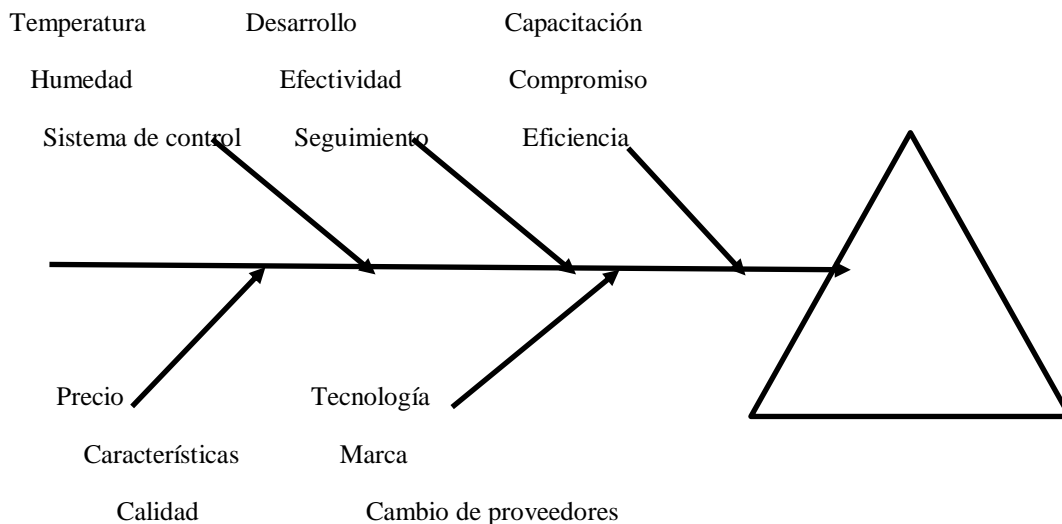 Temperatura Desarrollo Capacitación
Humedad Efectividad Compromiso
Sistema de control Seguimiento Eficiencia
Precio Tecnología
Características Marca
Calidad Cambio de proveedores